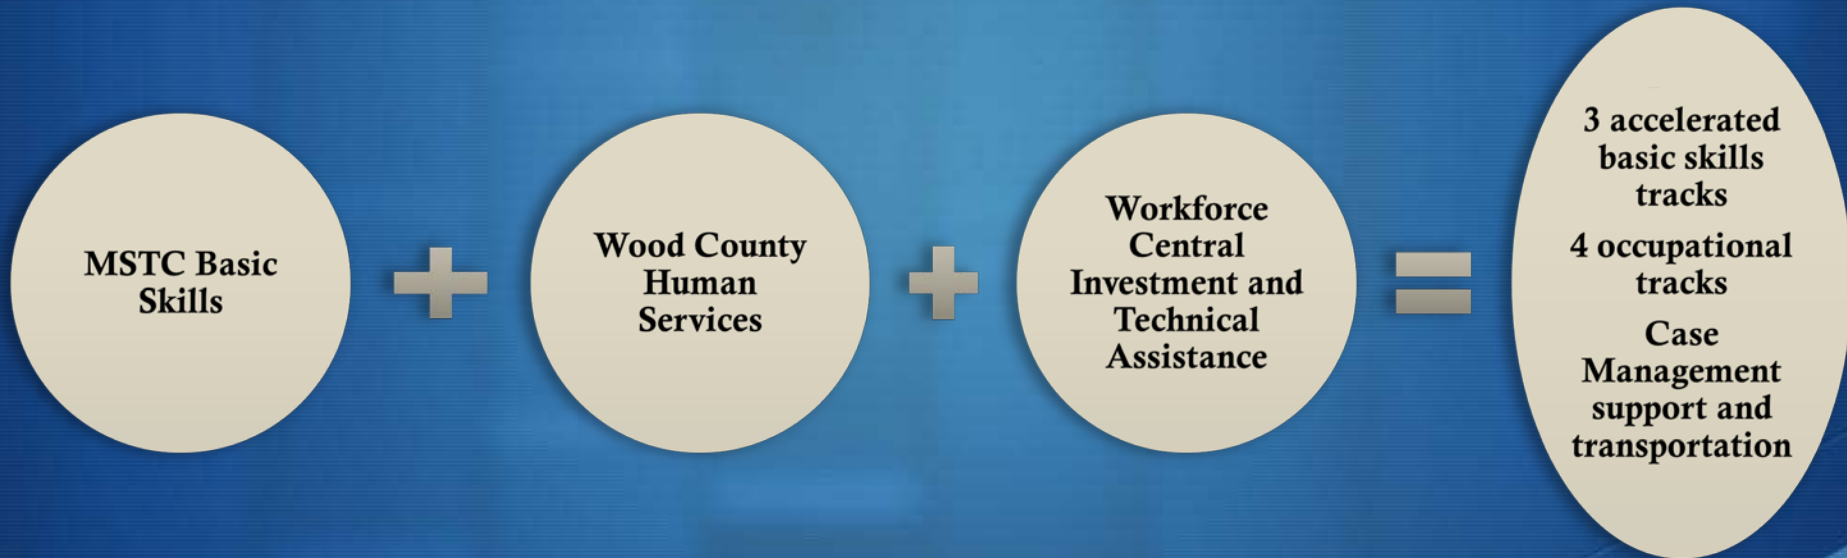 MSTC Basic
Skills
Wood County
Human
Services
Workforce
Central
Investment and
Technical
Assistance
3 accelerated
basic skills
tracks
4 occupational
tracks
Case
Management
support and
transportation